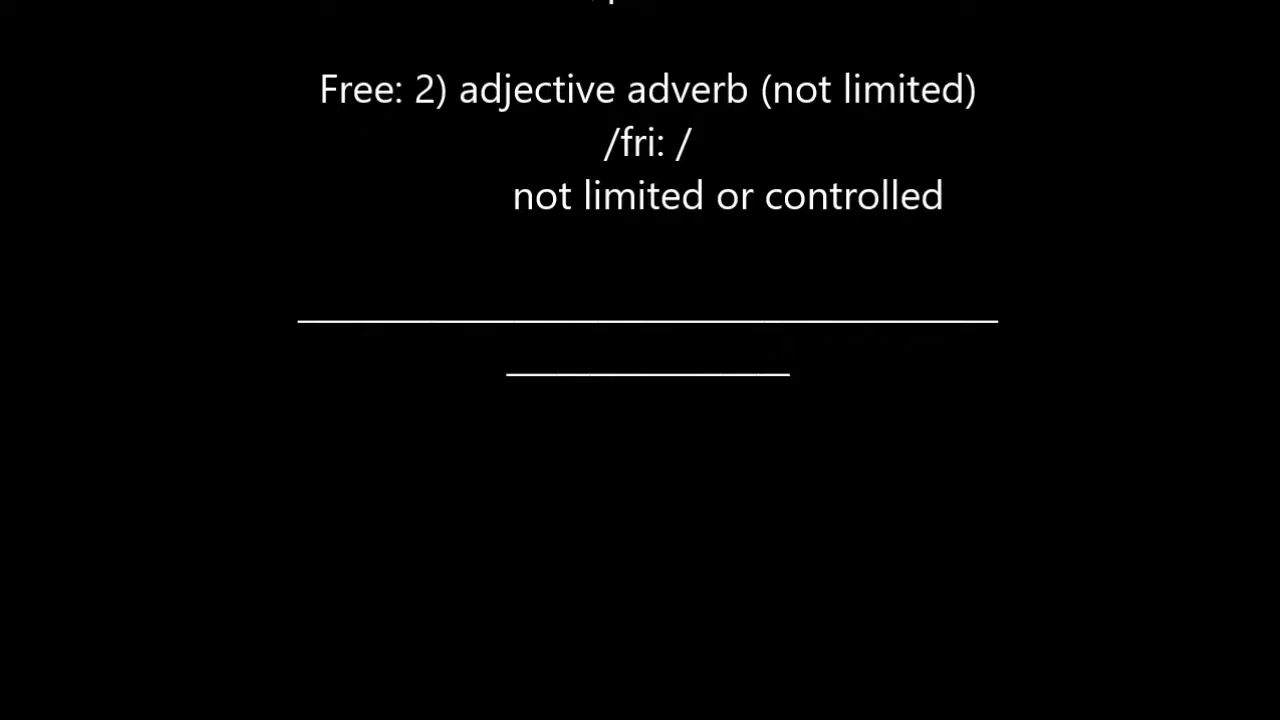 Free: 2) adjective adverb (not limited)
/fri: /
not limited or controlled